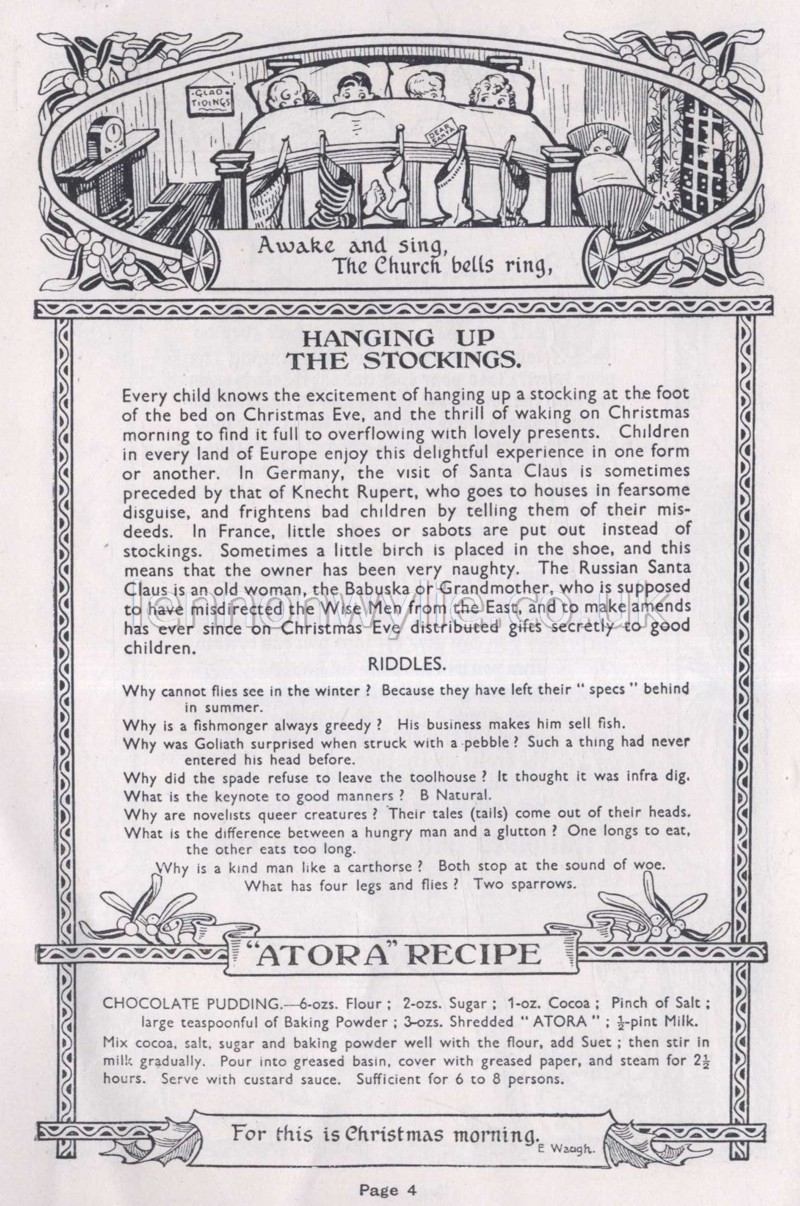 GLAD
TIDINGS
DEAR
SANTA
Awake and sing,
The Church bells ring,
HANGING UP
THE STOCKINGS.
Every child knows the excitement of hanging up a stocking at the foot
of the bed on Christmas Eve, and the thrill of waking on Christmas
morning to find it full to overflowing with lovely presents. Children
in every land of Europe enjoy this delightful experience in one form
or another. In Germany, the visit of Santa Claus is sometimes
preceded by that of Knecht Rupert, who goes to houses in fearsome
disguise, and frightens bad children by telling them of their mis-
deeds. In France, little shoes or sabots are put out instead of
stockings. Sometimes a little birch is placed in the shoe, and this
means that the owner has been very naughty. The Russian Santa
Claus is an old woman, the Babuska or Grandmother, who is supposed
to have misdirected the Wise Men from the East, and to make amends
lennonwylie.co.uk
has ever since on Christmas Eve distributed gifts secretly to good
children.
RIDDLES.
Why cannot flies see in the winter ? Because they have left their “ specs ” behind
in summer.
Why is a fishmonger always greedy ? His business makes him sell fish.
Why was Goliath surprised when struck with a pebble ? Such a thing had never
entered his head before.
Why did the spade refuse to leave the toolhouse ? It thought it was infra dig.
What is the keynote to good manners ? B Natural.
Why are novelists queer creatures ? Their tales (tails) come out of their heads.
What is the difference between a hungry man and a glutton ? One longs to eat,
the other eats too long.
Why is a kind man like a carthorse ? Both stop at the sound of woe.
What has four legs and flies ? Two sparrows.
“ATORA” RECIPE
CHOCOLATE PUDDING.—6-ozs. Flour ; 2-ozs. Sugar ; 1-oz. Cocoa ; Pinch of Salt ;
large teaspoonful of Baking Powder ; 3-ozs. Shredded “ ATORA ” ; ½-pint Milk.
Mix cocoa, salt, sugar and baking powder well with the flour, add Suet ; then stir in
milk gradually. Pour into greased basin, cover with greased paper, and steam for 2½
hours. Serve with custard sauce. Sufficient for 6 to 8 persons.
For this is Christmas morning.
E Waugh.
Page 4